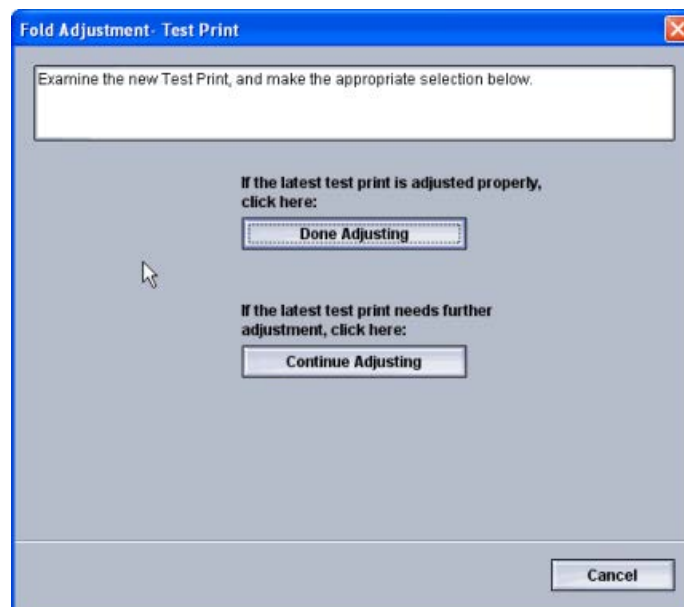 Fold Adjustment- Test Print
Examine the new Test Print, and make the appropriate selection below.
If the latest test print is adjusted properly,
click here:
Done Adjusting
If the latest test print needs further
adjustment, click here:
Continue Adjusting
Cancel